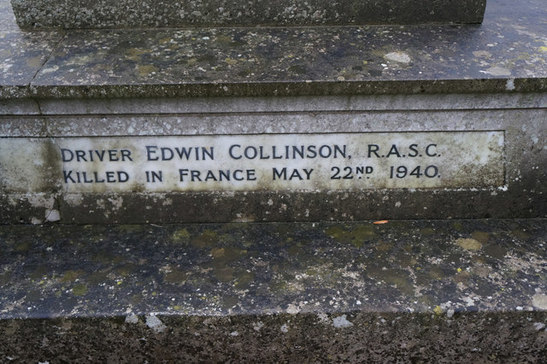 DRIVER EDWIN COLLINSON, R.A.S.C.
KILLED IN FRANCE MAY 22ND 1940.